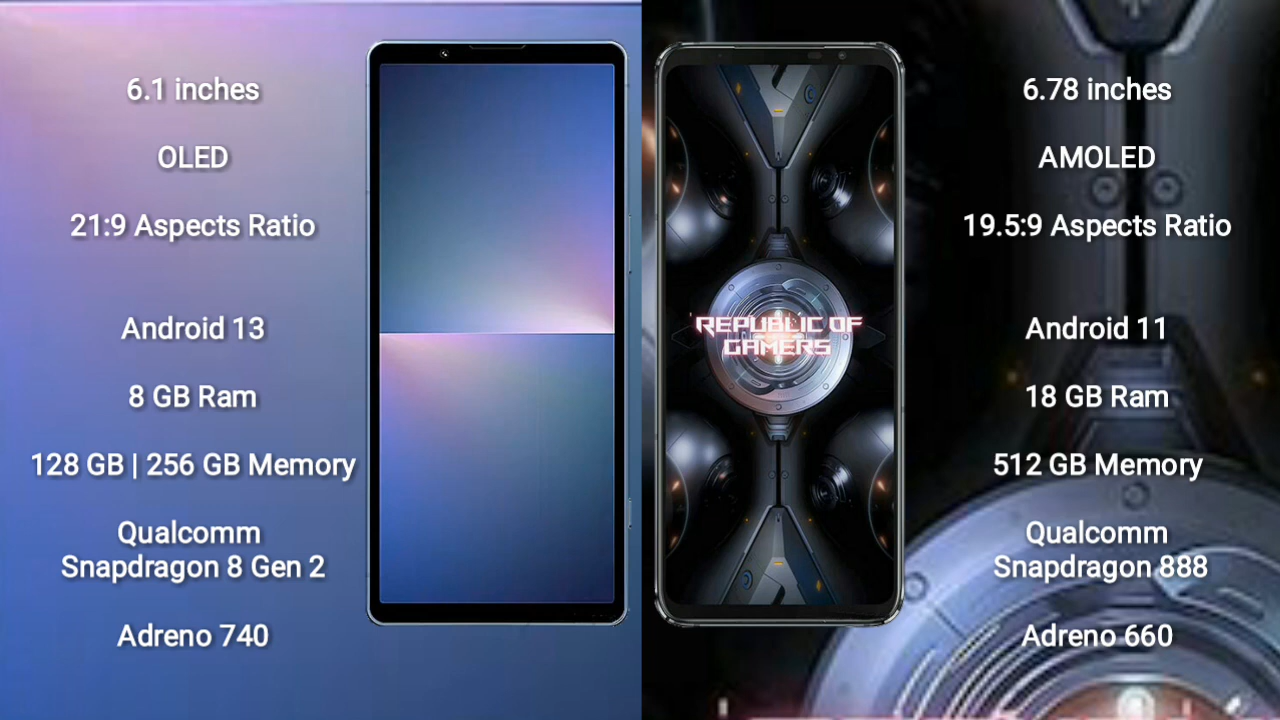 6.1 inches
OLED
21:9 Aspects Ratio
Android 13
8 GB Ram
128 GB | 256 GB Memory
Qualcomm
Snapdragon 8 Gen 2
Adreno 740
REPUBLIC OF
GAMERS
6.78 inches
AMOLED
19.5:9 Aspects Ratio
Android 11
18 GB Ram
512 GB Memory
Qualcomm
Snapdragon 888
Adreno 660